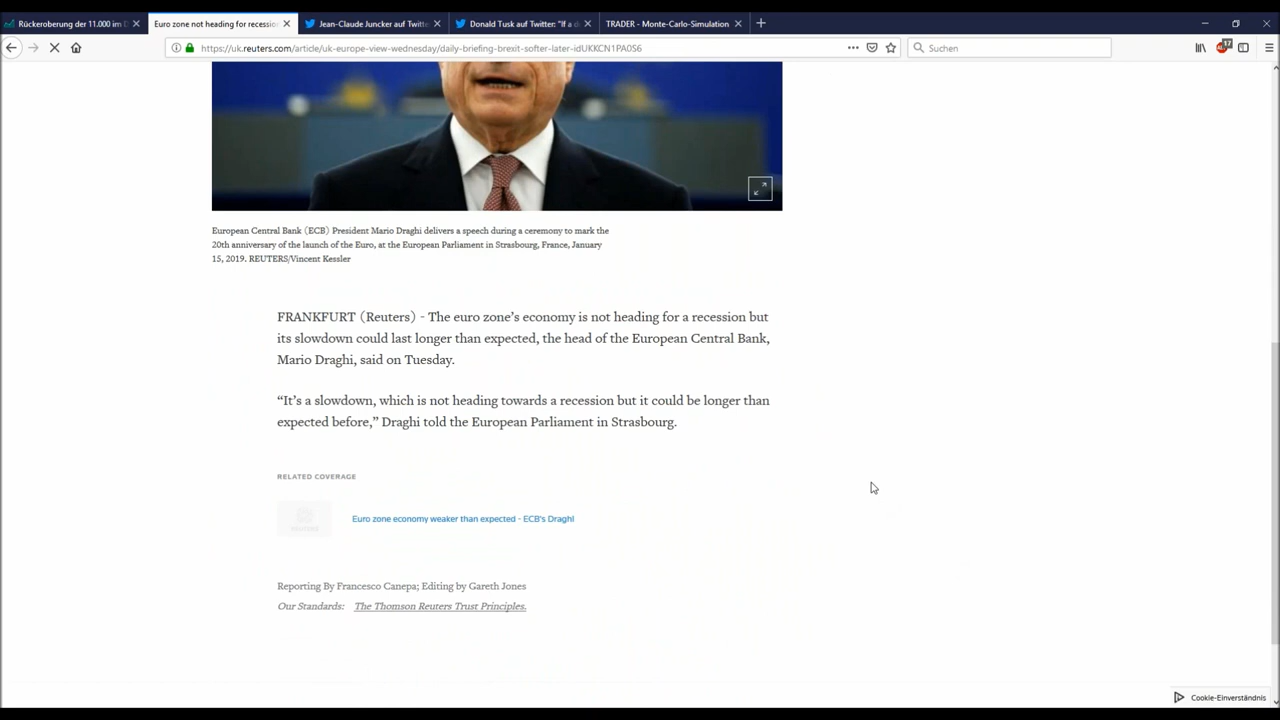 Rückeroberung der 11.000 im D
Euro zone not heading for recessio
Jean-Claude Juncker auf Twitte
Donald Tusk auf Twitter: "If a d
TRADER - Monte-Carlo-Simulation
https://uk.reuters.com/article/uk-europe-view-wednesday/daily-briefing-brexit-softer-later-idUKKCN1PA0S6
Suchen
17
European Central Bank (ECB) President Mario Draghi delivers a speech during a ceremony to mark the
20th anniversary of the launch of the Euro, at the European Parliament in Strasbourg, France, January
15, 2019. REUTERS/Vincent Kessler
FRANKFURT (Reuters) - The euro zone’s economy is not heading for a recession but
its slowdown could last longer than expected, the head of the European Central Bank,
Mario Draghi, said on Tuesday.
“It’s a slowdown, which is not heading towards a recession but it could be longer than
expected before,” Draghi told the European Parliament in Strasbourg.
RELATED COVERAGE
REUTERS
Euro zone economy weaker than expected - ECB's Draghi
Reporting By Francesco Canepa; Editing by Gareth Jones
Our Standards: The Thomson Reuters Trust Principles.
Cookie-Einverständnis